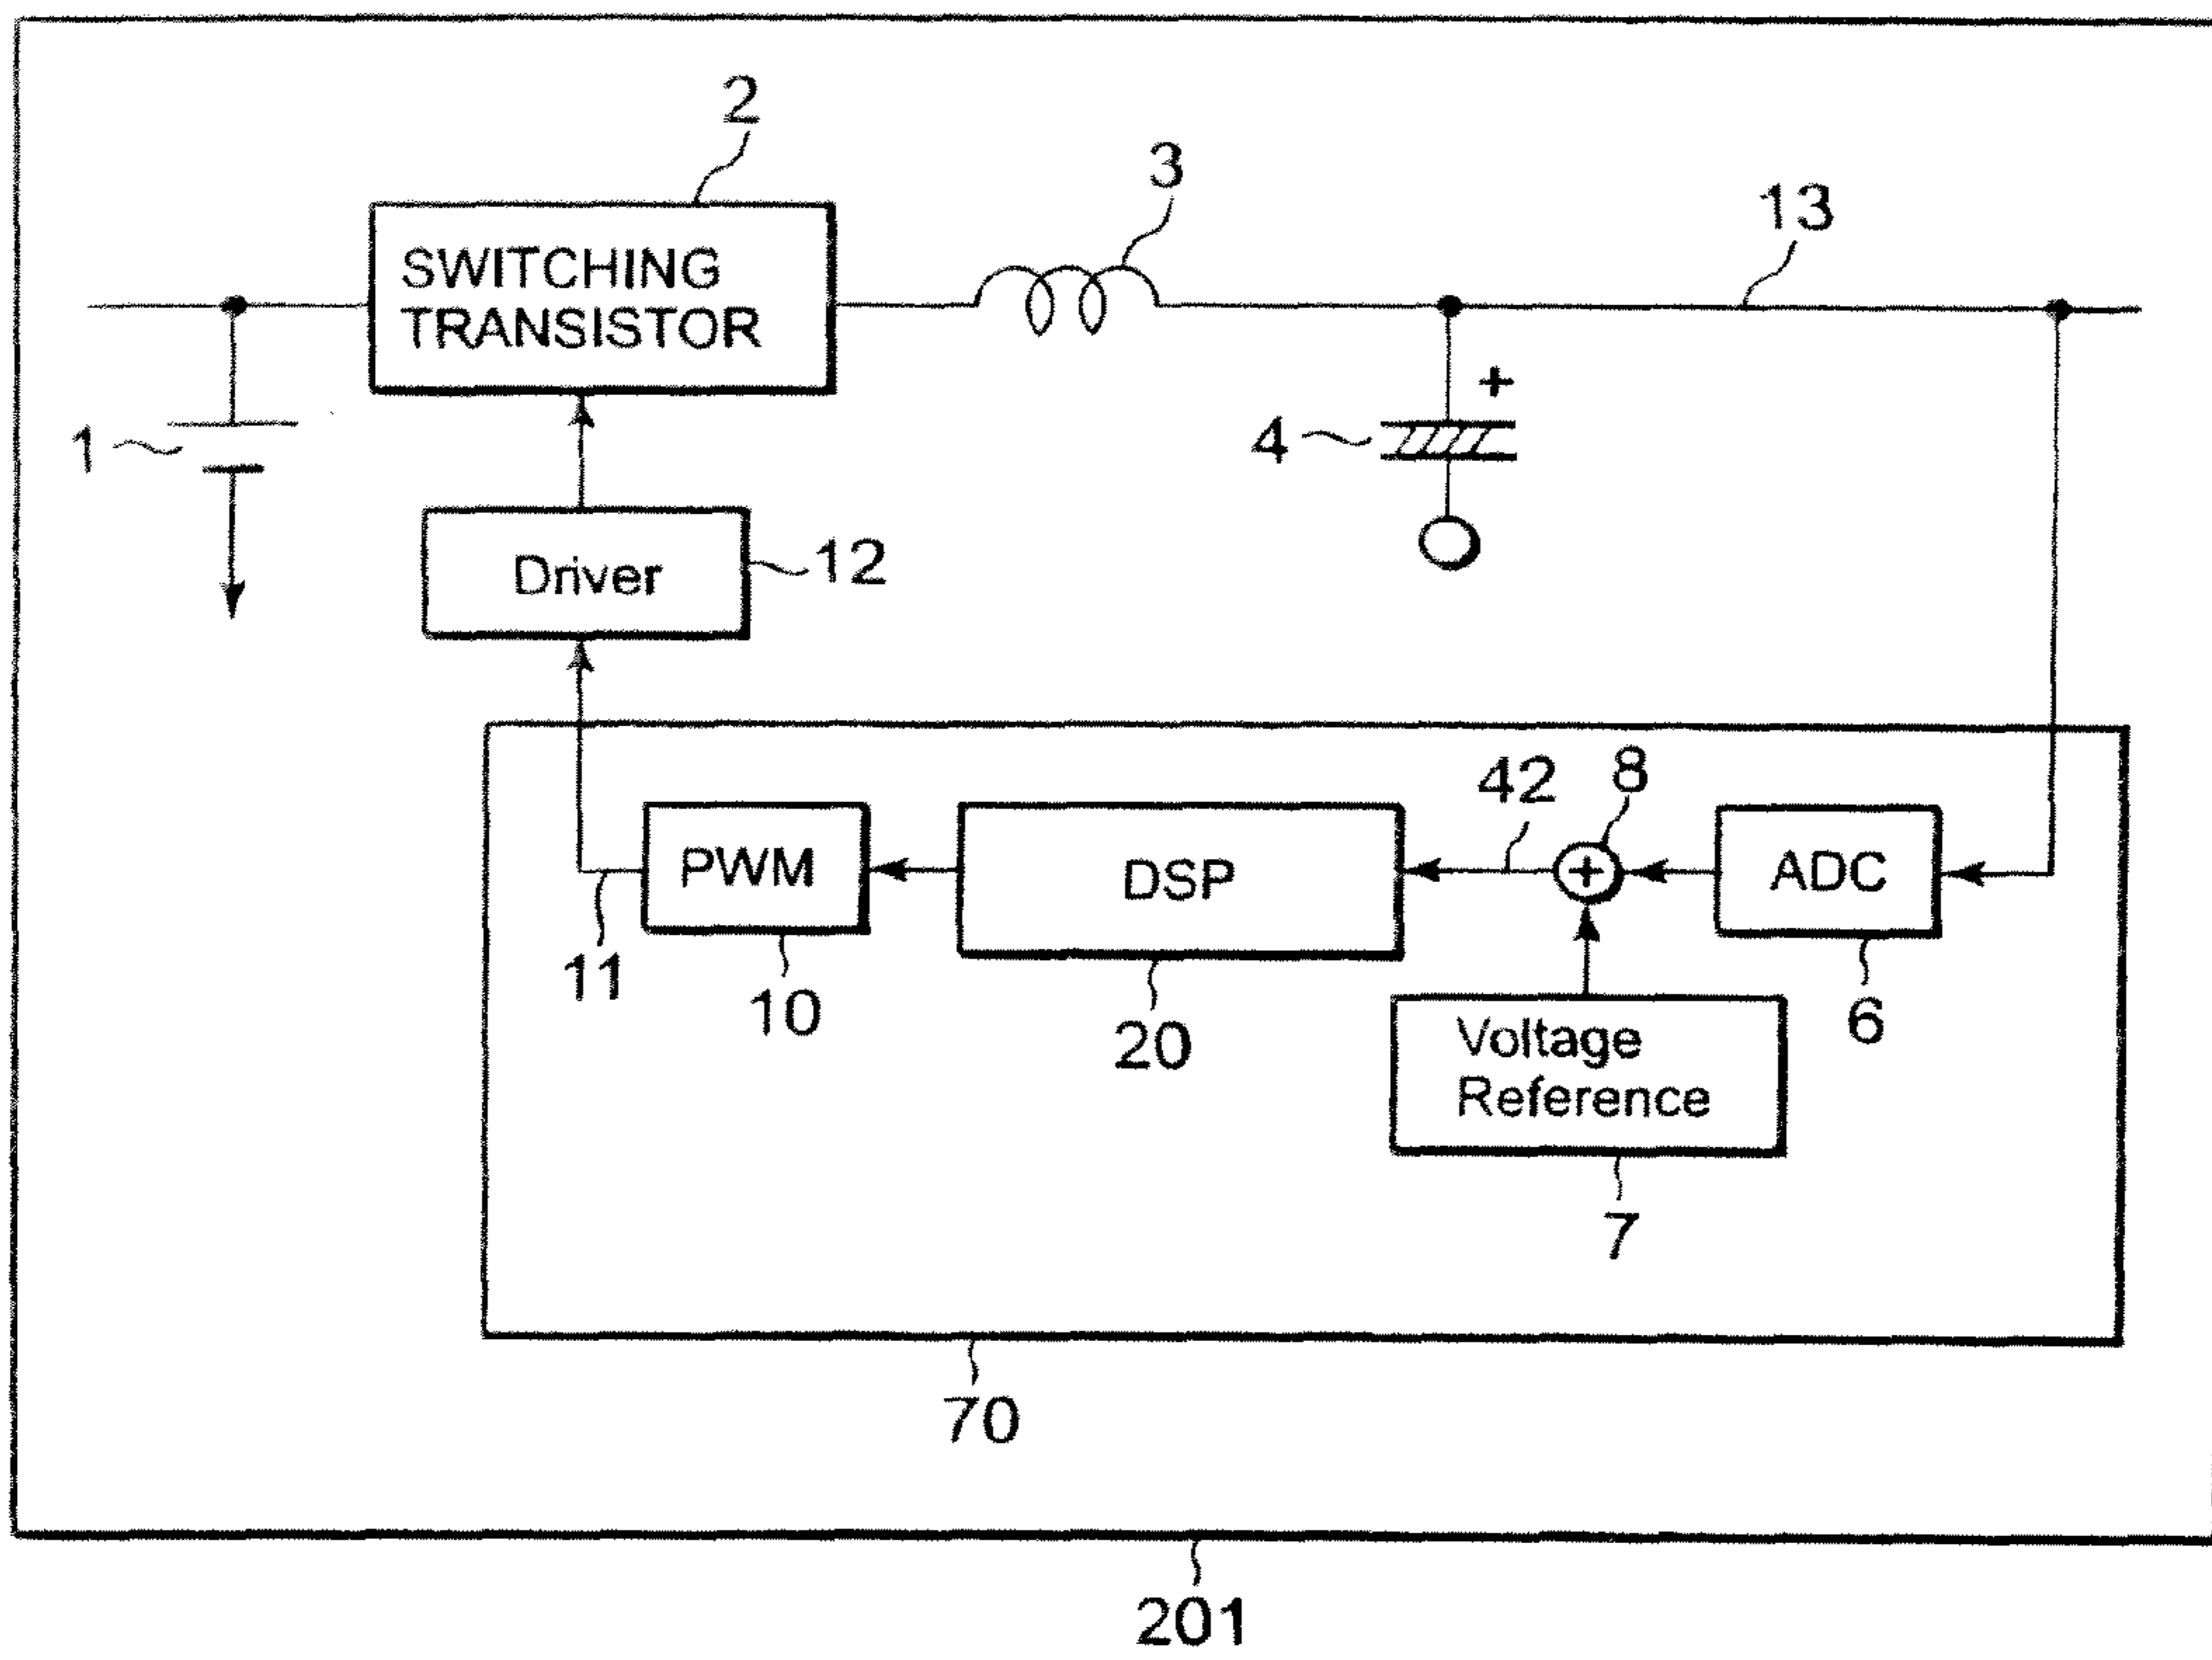 2
3
13
SWITCHING
TRANSISTOR
+
1
4
Driver
12
42
8
PWM
DSP
+
ADC
11
10
20
6
Voltage
Reference
7
70
201